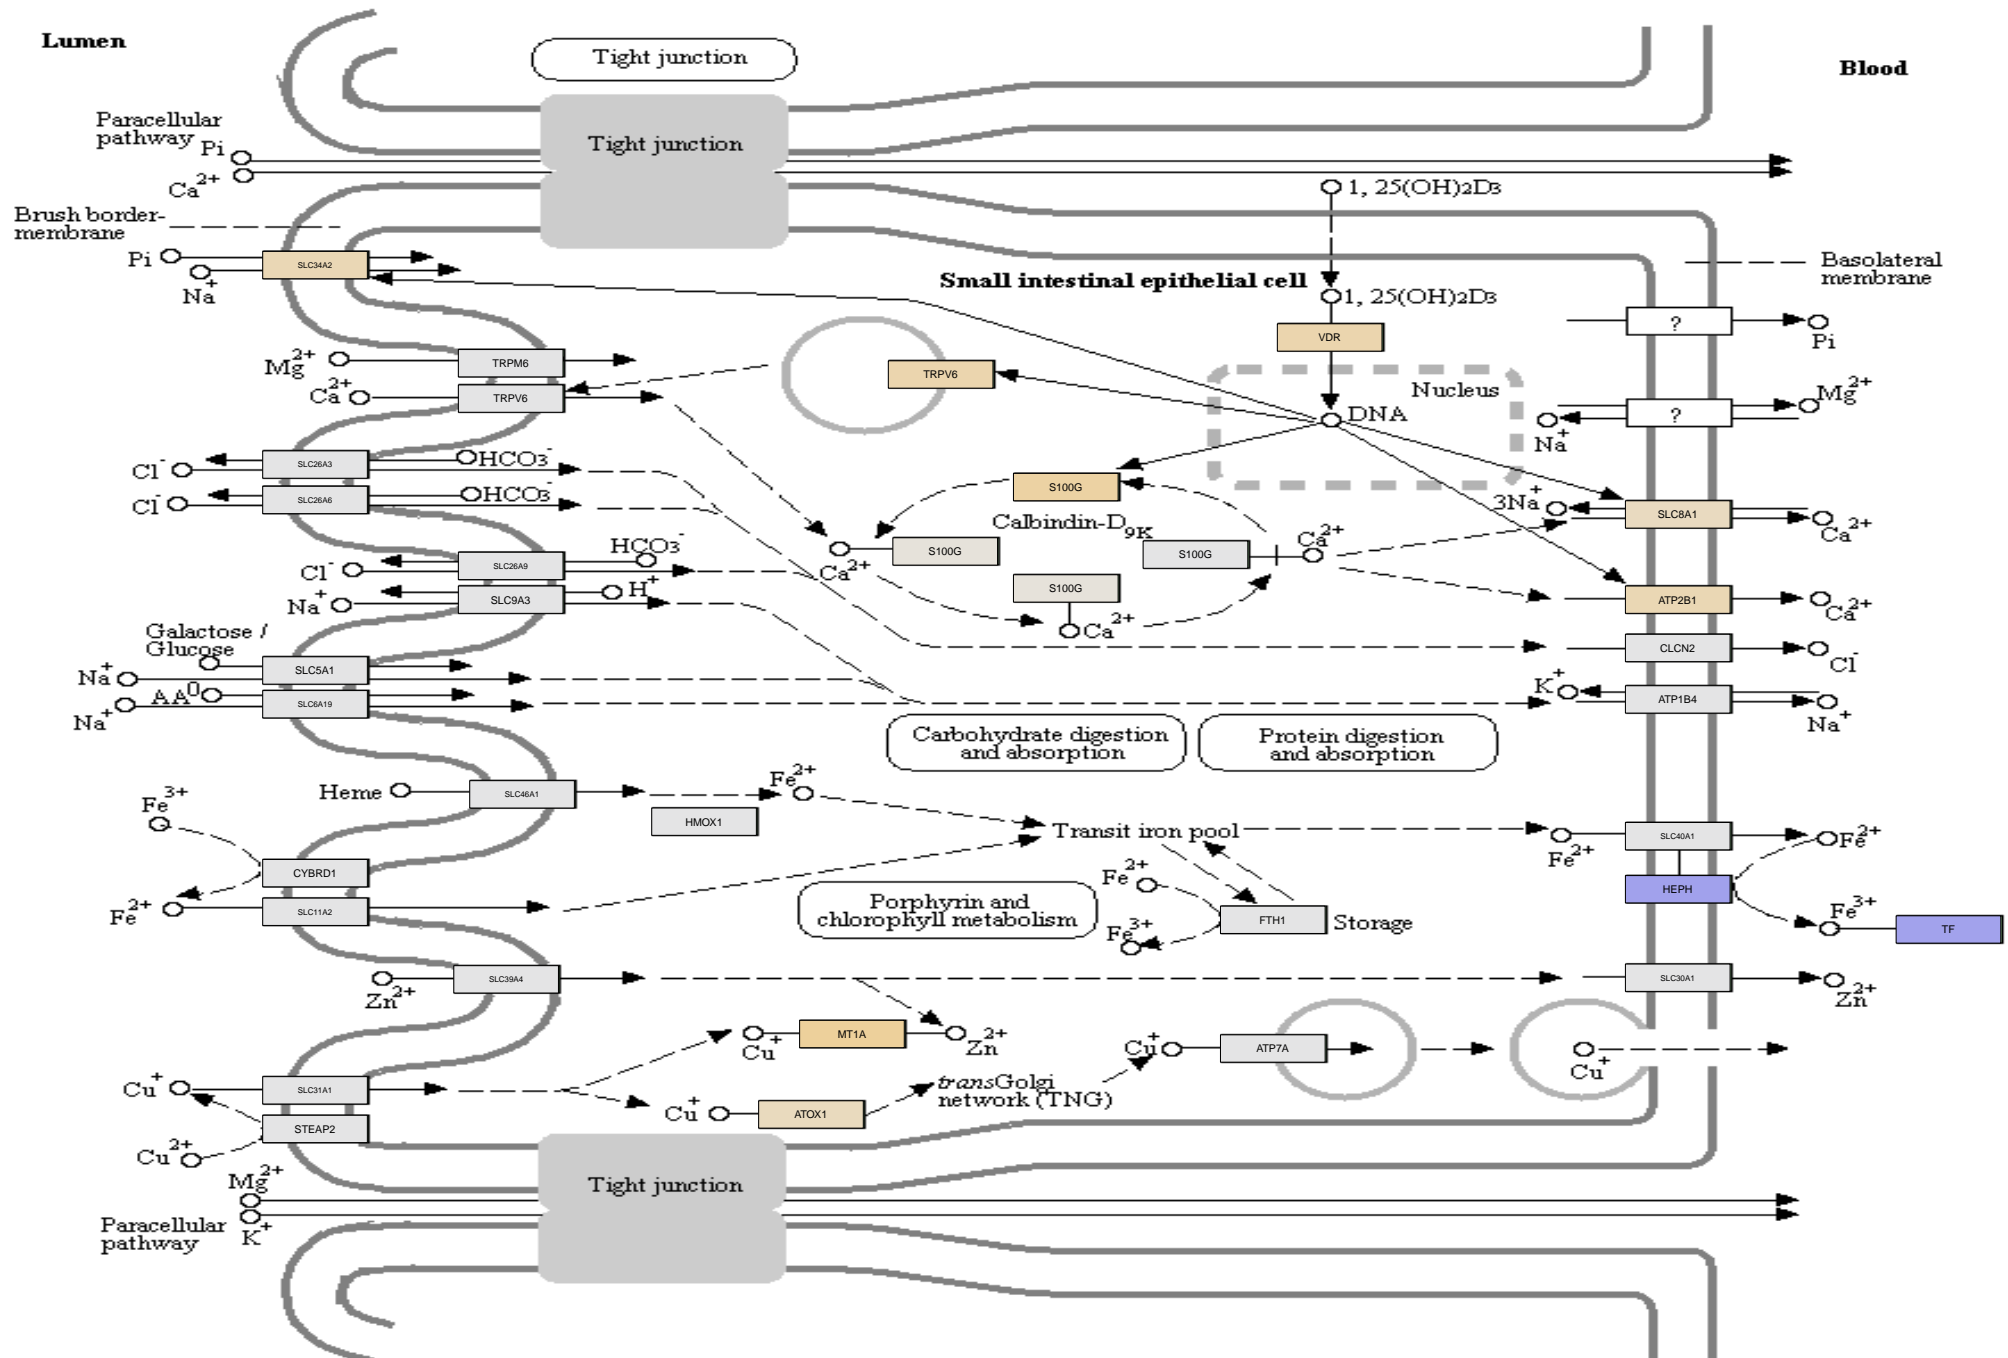 Lumen
Tight junction
Blood
Paracellular
pathway
Tight junction
Pi
Ca2+
1, 25(OH)2D3
Brush border-
membrane
Pi
SLC34A2
Na+
Small intestinal epithelial cell
1, 25(OH)2D3
Basolateral
membrane
VDR
?
Pi
Mg2+
TRPM6
TRPV6
Ca2+
TRPV6
Nucleus
DNA
Mg2+
?
Na+
Cl-
SLC26A3
HCO3-
Cl-
SLC26A6
HCO3-
S100G
3Na+
SLC8A1
Ca2+
Calbindin-D9K
HCO3-
Cl-
SLC26A9
Ca2+
S100G
S100G
Ca2+
Na+
SLC9A3
H+
S100G
Ca2+
ATP2B1
Ca2+
Galactose /
Glucose
SLC5A1
Na+
CLCN2
Cl-
AA0
SLC6A19
Na+
K+
ATP1B4
Na+
Carbohydrate digestion
and absorption
Protein digestion
and absorption
Heme
SLC46A1
Fe2+
HMOX1
Fe3+
Transit iron pool
Fe2+
SLC40A1
Fe2+
CYBRD1
Fe2+
SLC11A2
Porphyrin and
chlorophyll metabolism
Fe2+
Fe3+
FTH1
Storage
HEPH
Fe3+
TF
Zn2+
SLC39A4
SLC30A1
Zn2+
Cu+
MT1A
Zn2+
Cu+
ATP7A
Cu+
Cu+
SLC31A1
Cu+
ATOX1
transGolgi
network (TNG)
STEAP2
Cu2+
Mg2+
K+
Tight junction
Paracellular
pathway